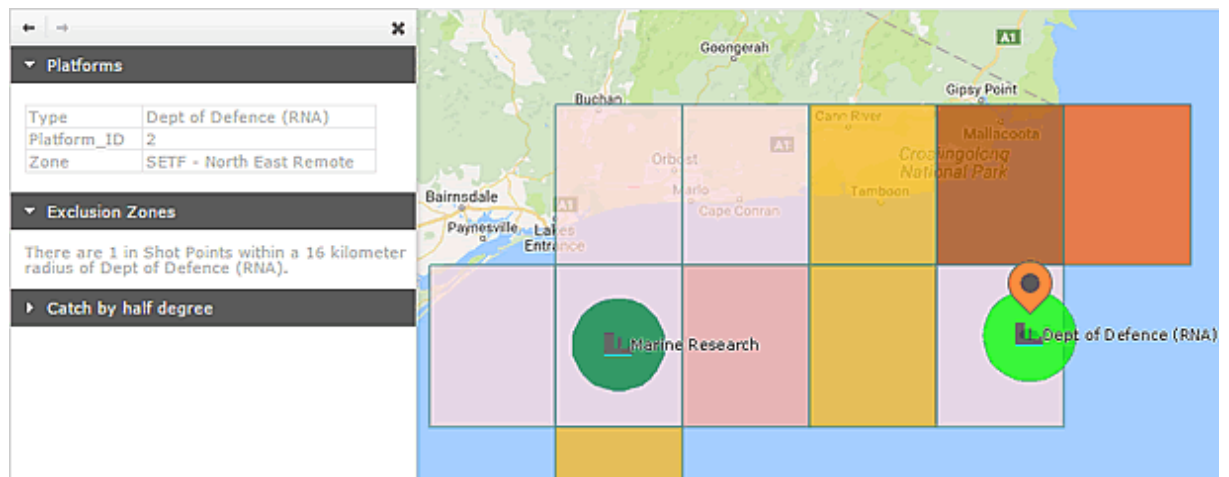 Platforms
Type Dept of Defence (RNA)
Platform_ID 2
Zone SETF - North East Remote
Exclusion Zones
There are 1 in Shot Points within a 16 kilometer
radius of Dept of Defence (RNA).
Catch by half degree
A1
Goongerah
Gipsy Point
Buchan
Cann River
Mallacoota
A1
Orbost
Croajingolong
National Park
Marlo
Tamboon
Bairnsdale
A1
Cape Conran
Paynesville
Lakes
Entrance
Marine Research
Dept of Defence (RNA)